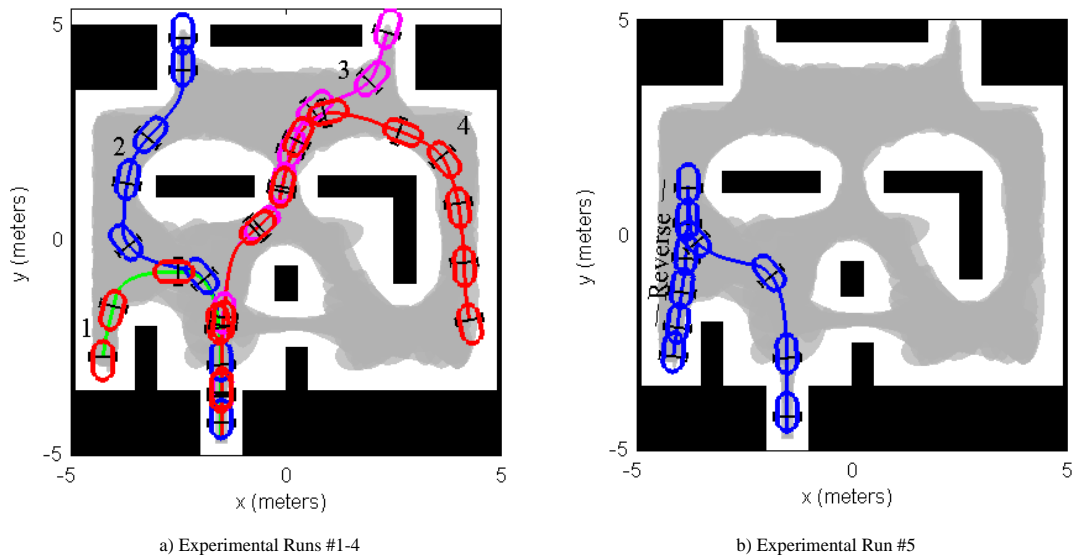 5
0
-5
y (meters)
-5
0
5
x (meters)
1
2
3
4
a) Experimental Runs #1-4
5
0
-5
y (meters)
-5
0
5
x (meters)
— Reverse —
b) Experimental Run #5